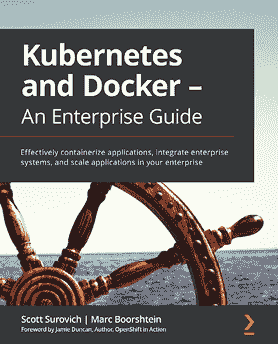 Kubernetes
and Docker –
An Enterprise Guide
Effectively containerize applications, integrate enterprise
systems, and scale applications in your enterprise
Scott Surovich | Marc Boorshtein
Foreword by Jamie Duncan, Author, OpenShift in Action